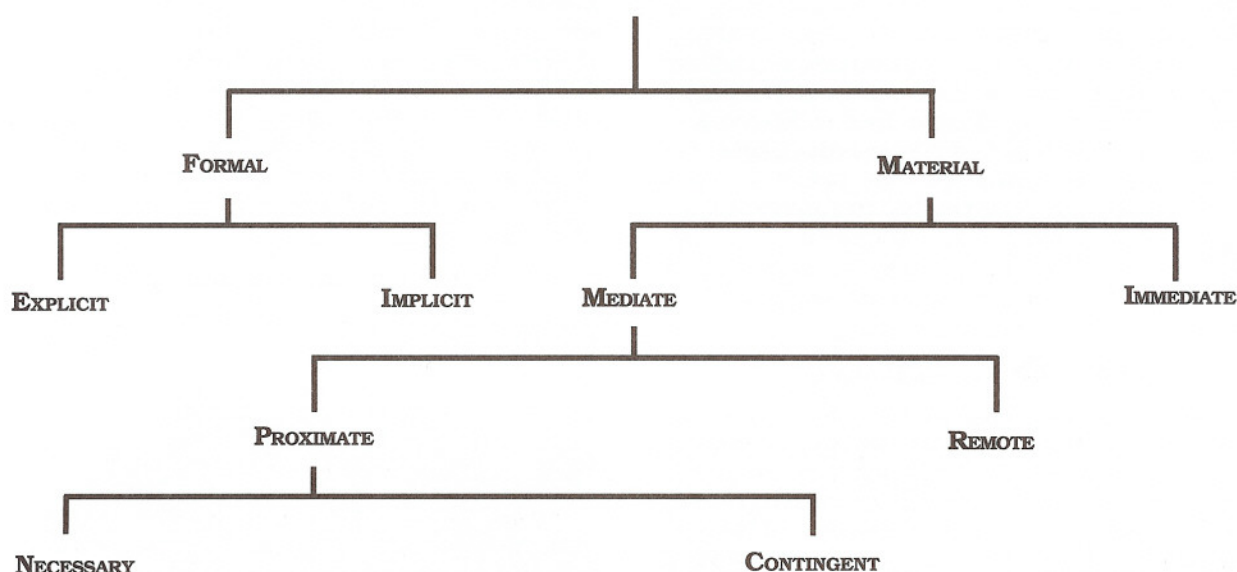 FORMAL
MATERIAL
EXPLICIT
IMPLICIT
MEDIATE
IMMEDIATE
PROXIMATE
REMOTE
NECESSARY
CONTINGENT